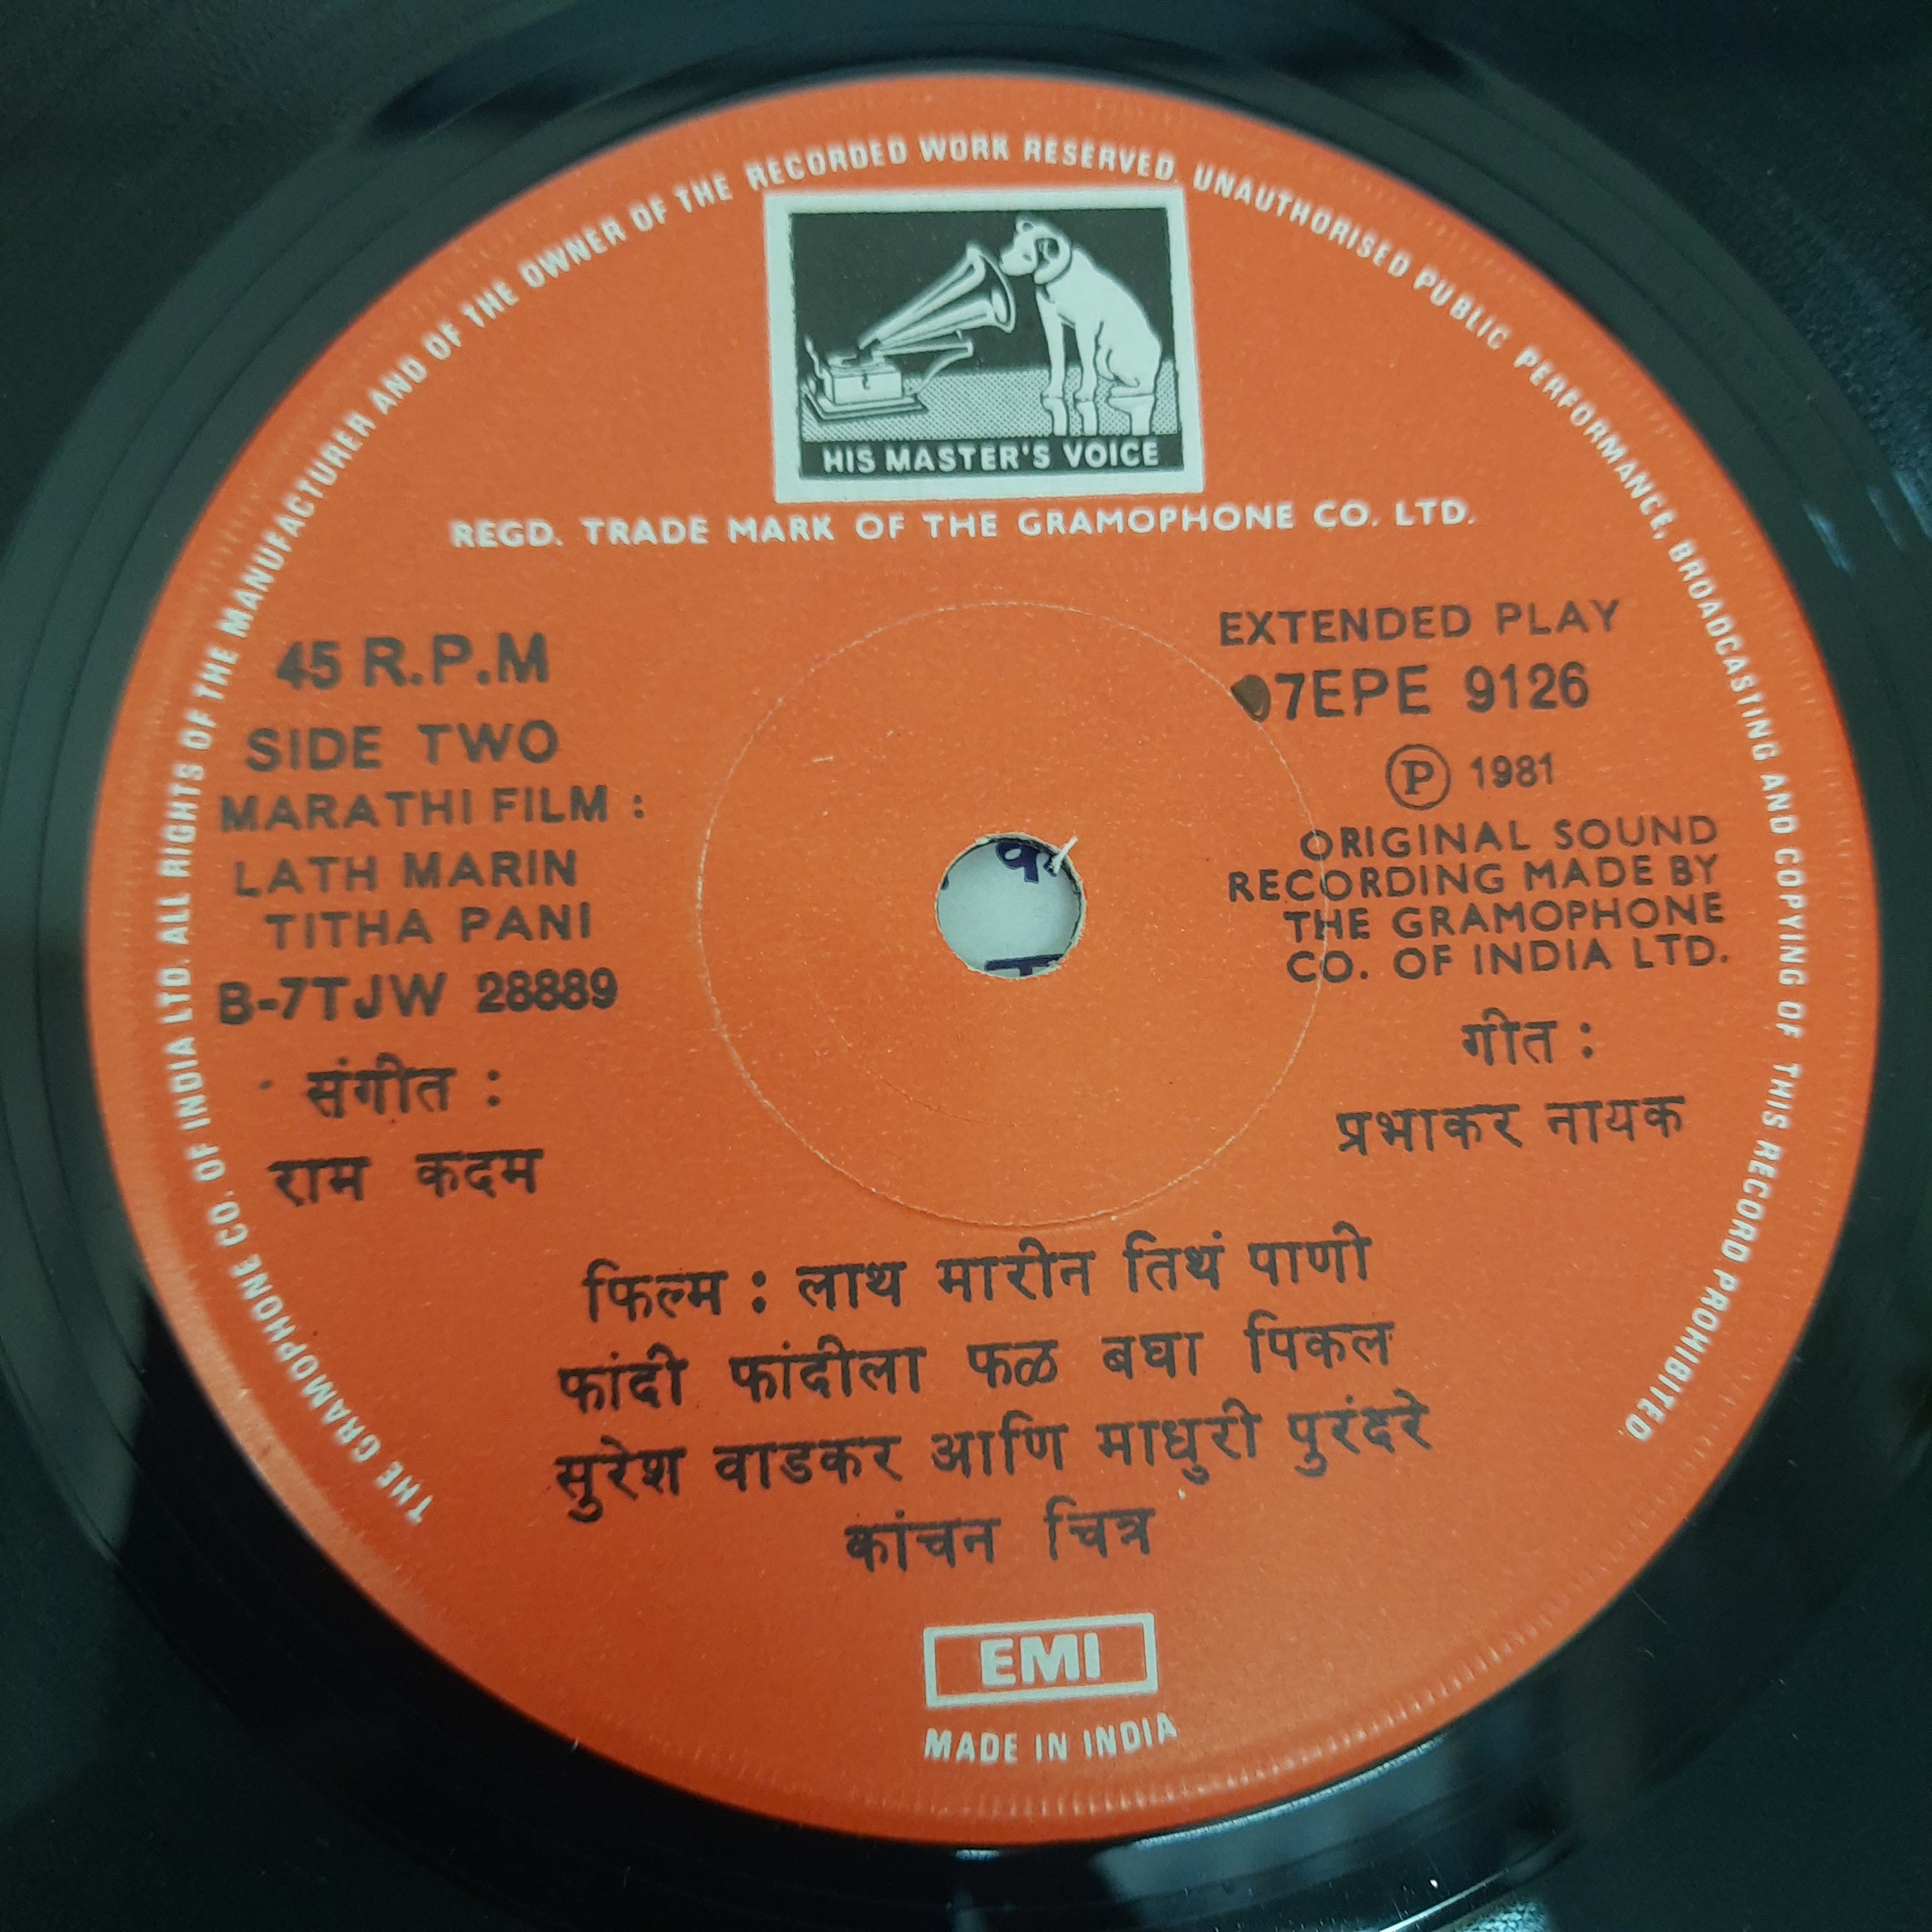 THE GRAMOPHONE CO. OF INDIA LTD. ALL RIGHTS OF THE MANUFACTURER AND OF THE OWNER OF THE RECORDED WORK RESERVED. UNAUTHORISED PUBLIC PERFORMANCE, BROADCASTING AND COPYING OF THIS RECORD PROHIBITED
HIS MASTER'S VOICE
REGD. TRADE MARK OF THE GRAMOPHONE CO. LTD.
45 R.P.M
SIDE TWO
MARATHI FILM :
LATH MARIN
TITHA PANI
B-7TJW 28889
संगीत :
राम कदम
EXTENDED PLAY
7EPE 9126
Ⓟ 1981
ORIGINAL SOUND
RECORDING MADE BY
THE GRAMOPHONE
CO. OF INDIA LTD.
गीत :
प्रभाकर नायक
फिल्म : लाथ मारीन तिथं पाणी
फांदी फांदीला फळ बघा पिकल
सुरेश वाडकर आणि माधुरी पुरंदरे
कांचन चित्र
EMI
MADE IN INDIA